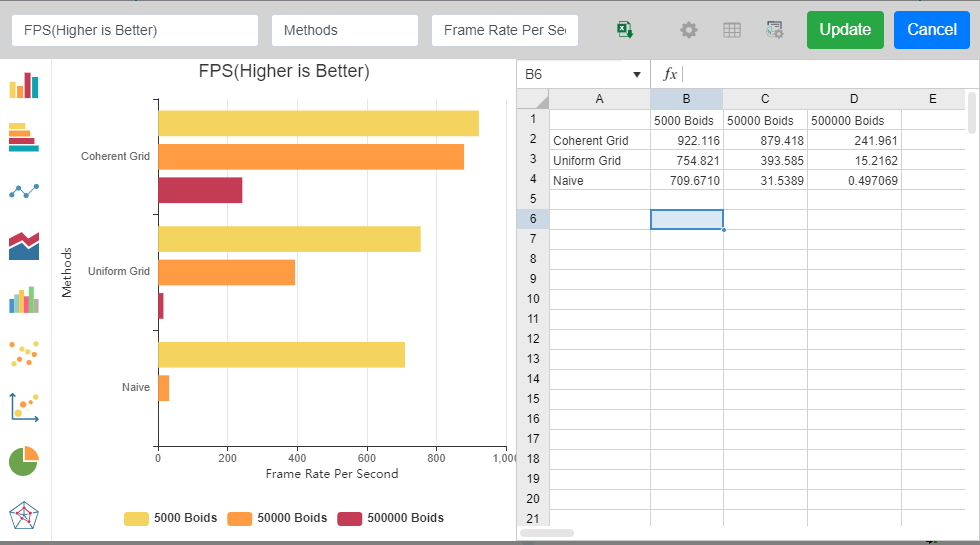 FPS(Higher is Better) Methods Frame Rate Per Se Update Cancel
FPS(Higher is Better)
Methods
Coherent Grid
Uniform Grid
Naive
0 200 400 600 800 1,00
Frame Rate Per Second
5000 Boids 50000 Boids 500000 Boids
B6 fx
A B C D E
1 5000 Boids 50000 Boids 500000 Boids
2 Coherent Grid 922.116 879.418 241.961
3 Uniform Grid 754.821 393.585 15.2162
4 Naive 709.6710 31.5389 0.497069
5
6
7
8
9
10
11
12
13
14
15
16
17
18
19
20
21